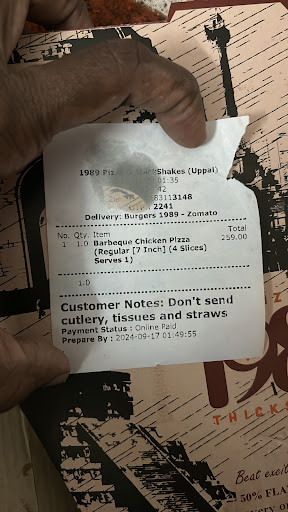 1989 Shakes (Uppal)
01:35
42
83113148
2241
Delivery: Burgers 1989 - Zomato
No. Qty. Item Total
1 1.0 Barbeque Chicken Pizza 259.00
(Regular [7 Inch] (4 Slices)
Serves 1)
1.0
Customer Notes: Don't send
cutlery, tissues and straws
Payment Status : Online Paid
Prepare By : 2024-09-17 01:49:55
THICKS
Beat excit
50% FLA